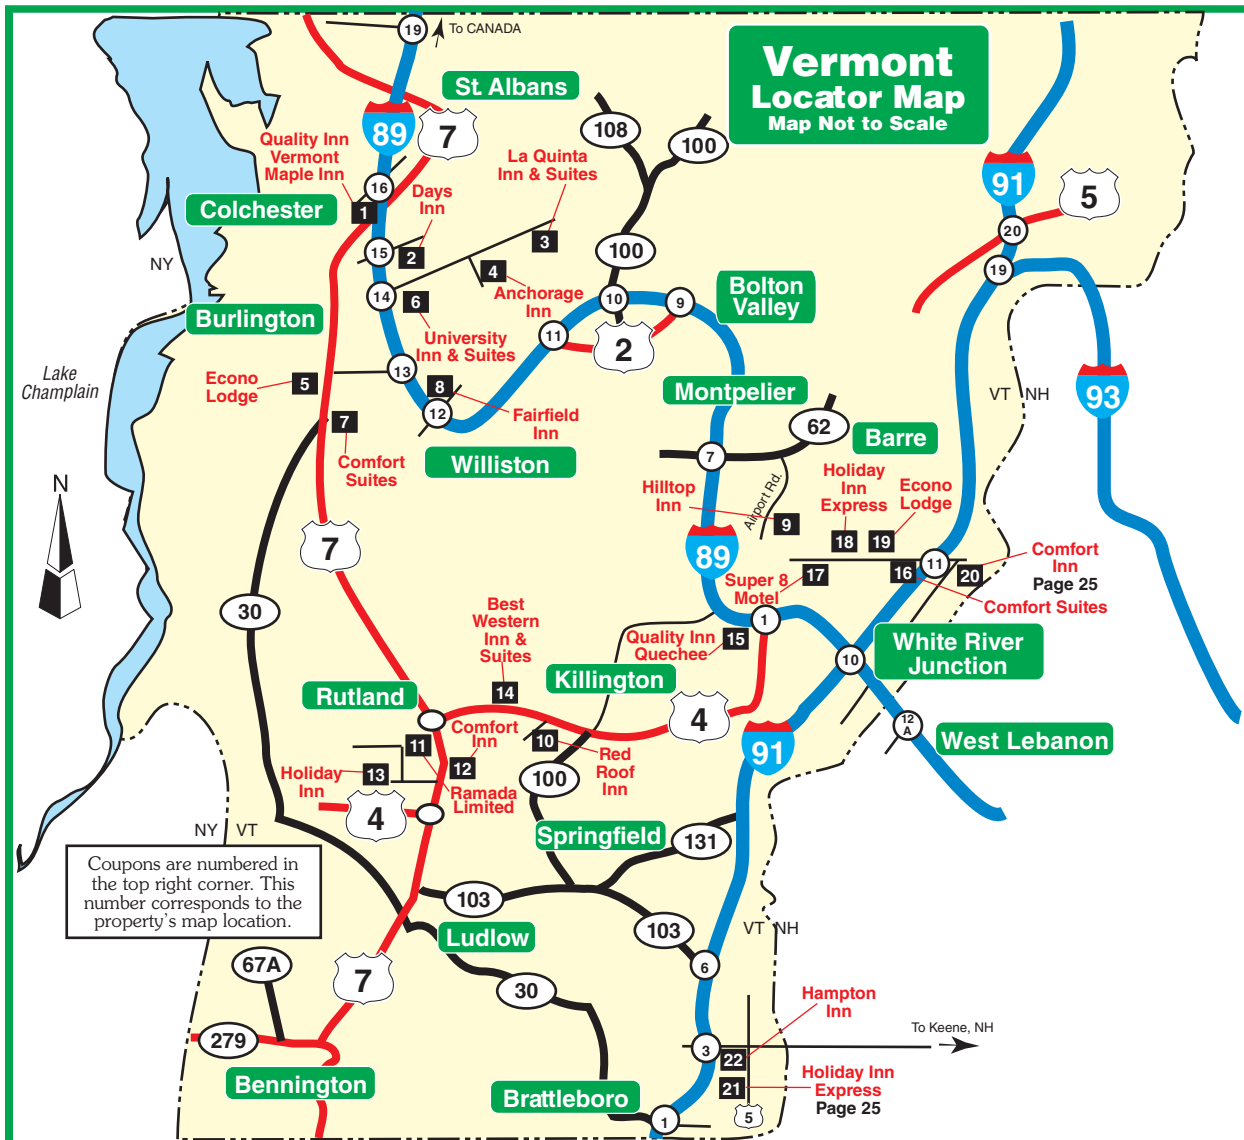 19
To CANADA
Vermont
Locator Map
Map Not to Scale
St Albans
89
7
108
100
Quality Inn
Vermont
Maple Inn
La Quinta
Inn & Suites
91
5
16
Days
Inn
Colchester
1
20
15
2
3
100
NY
4
19
14
6
Anchorage
Inn
10
9
Bolton
Valley
Burlington
University
Inn & Suites
11
2
Lake
Champlain
Econo
Lodge
5
13
8
Montpelier
VT
NH
93
12
Fairfield
Inn
7
62
Barre
Williston
Comfort
Suites
7
Holiday
Inn
Express
Econo
Lodge
N
Hilltop
Inn
Airport Rd.
9
7
18
19
89
11
Comfort
Inn
Page 25
Super 8
Motel
17
16
20
Comfort Suites
30
Best
Western
Inn &
Suites
1
Quality Inn
Quechee
15
White River
Junction
10
Killington
Rutland
14
4
12
A
Comfort
Inn
11
10
Red
Roof
Inn
91
West Lebanon
Holiday
Inn
13
12
100
Ramada
Limited
4
NY
VT
Springfield
131
Coupons are numbered in
the top right corner. This
number corresponds to the
property's map location.
103
103
VT
NH
Ludlow
67A
7
6
30
Hampton
Inn
279
3
To Keene, NH
22
Bennington
Holiday Inn
Express
Page 25
21
Brattleboro
1
5